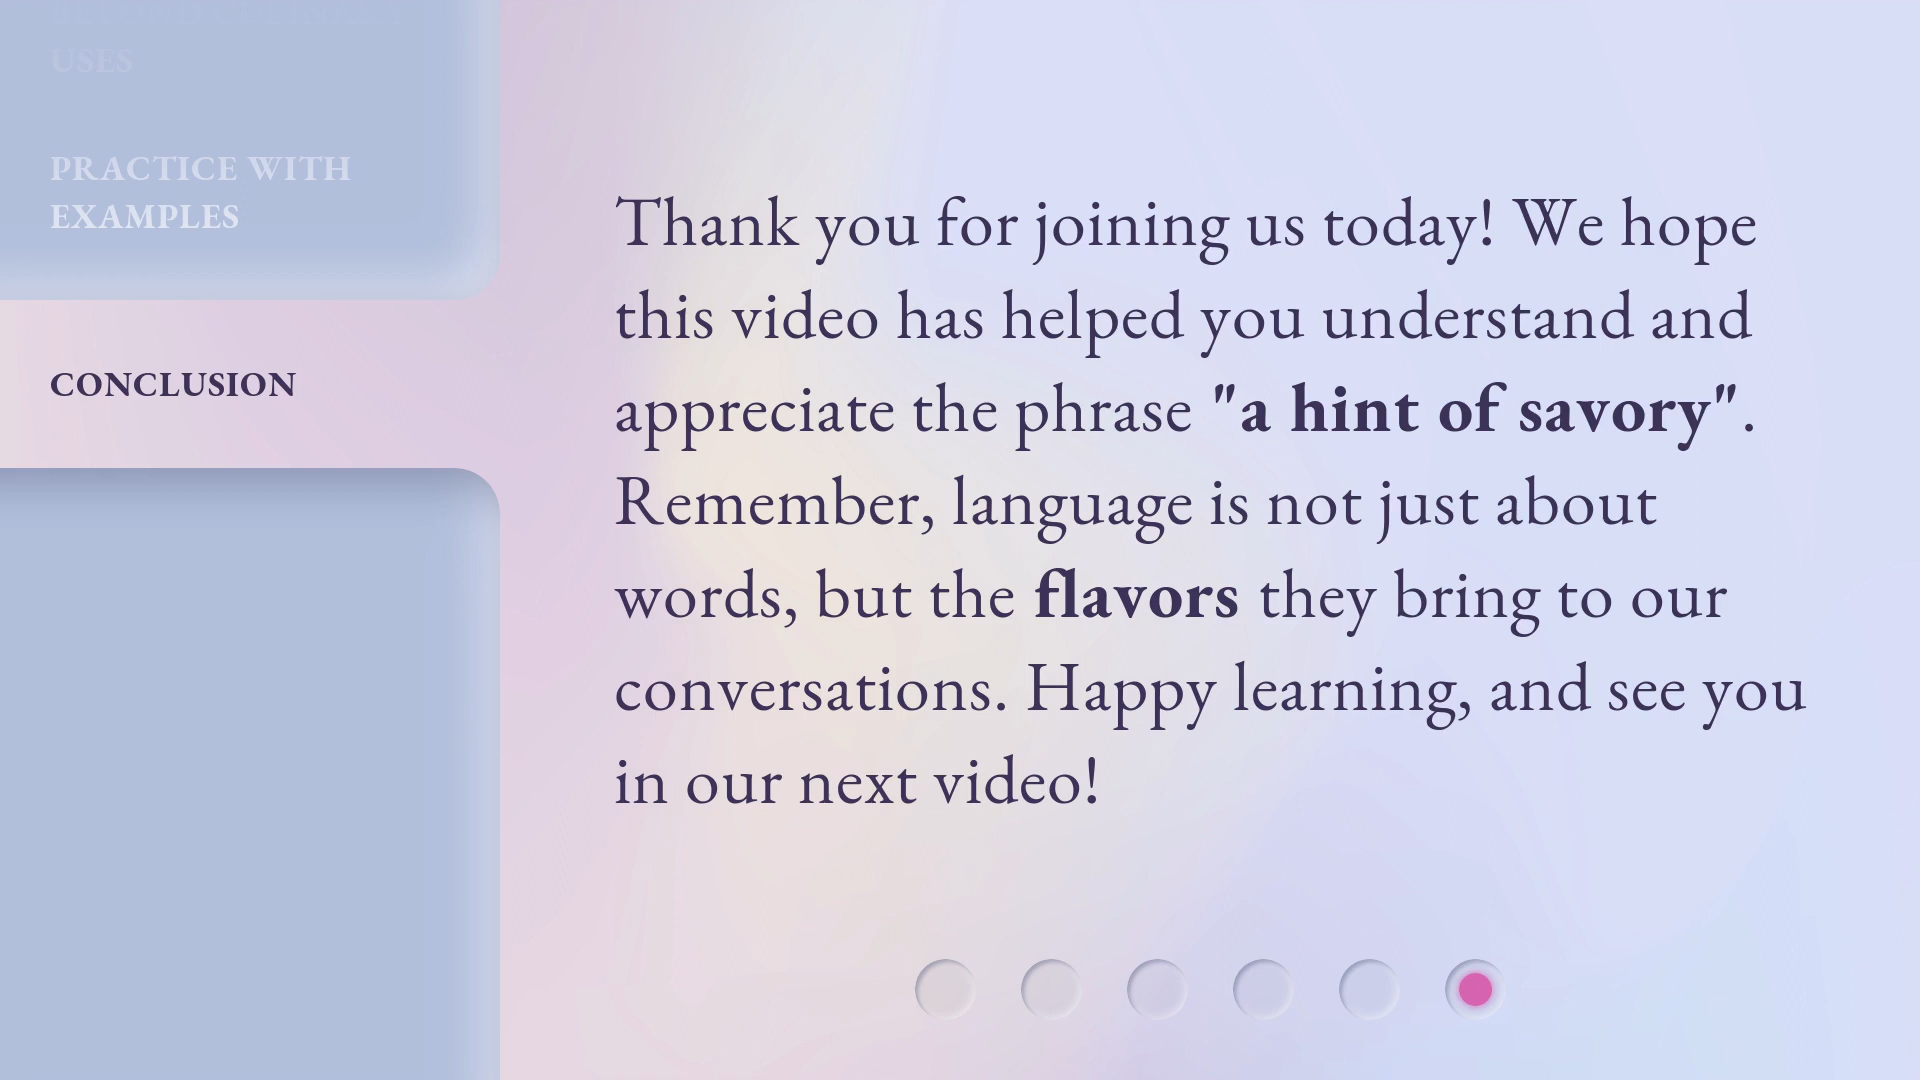 USES
PRACTICE WITH
EXAMPLES
CONCLUSION
Thank you for joining us today! We hope
this video has helped you understand and
appreciate the phrase "a hint of savory".
Remember, language is not just about
words, but the flavors they bring to our
conversations. Happy learning, and see you
in our next video!